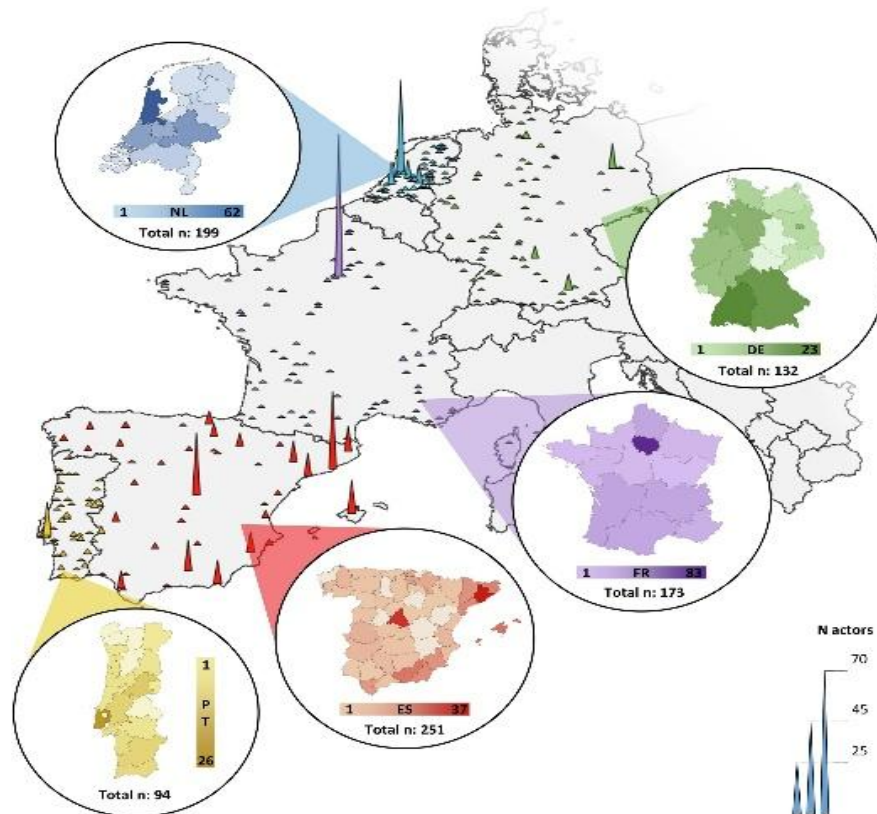 1 NL 62
Total n: 199
1 DE 23
Total n: 132
1 FR 83
Total n: 173
1 ES 37
Total n: 251
1
P
T
26
Total n: 94
N actors
70
45
25